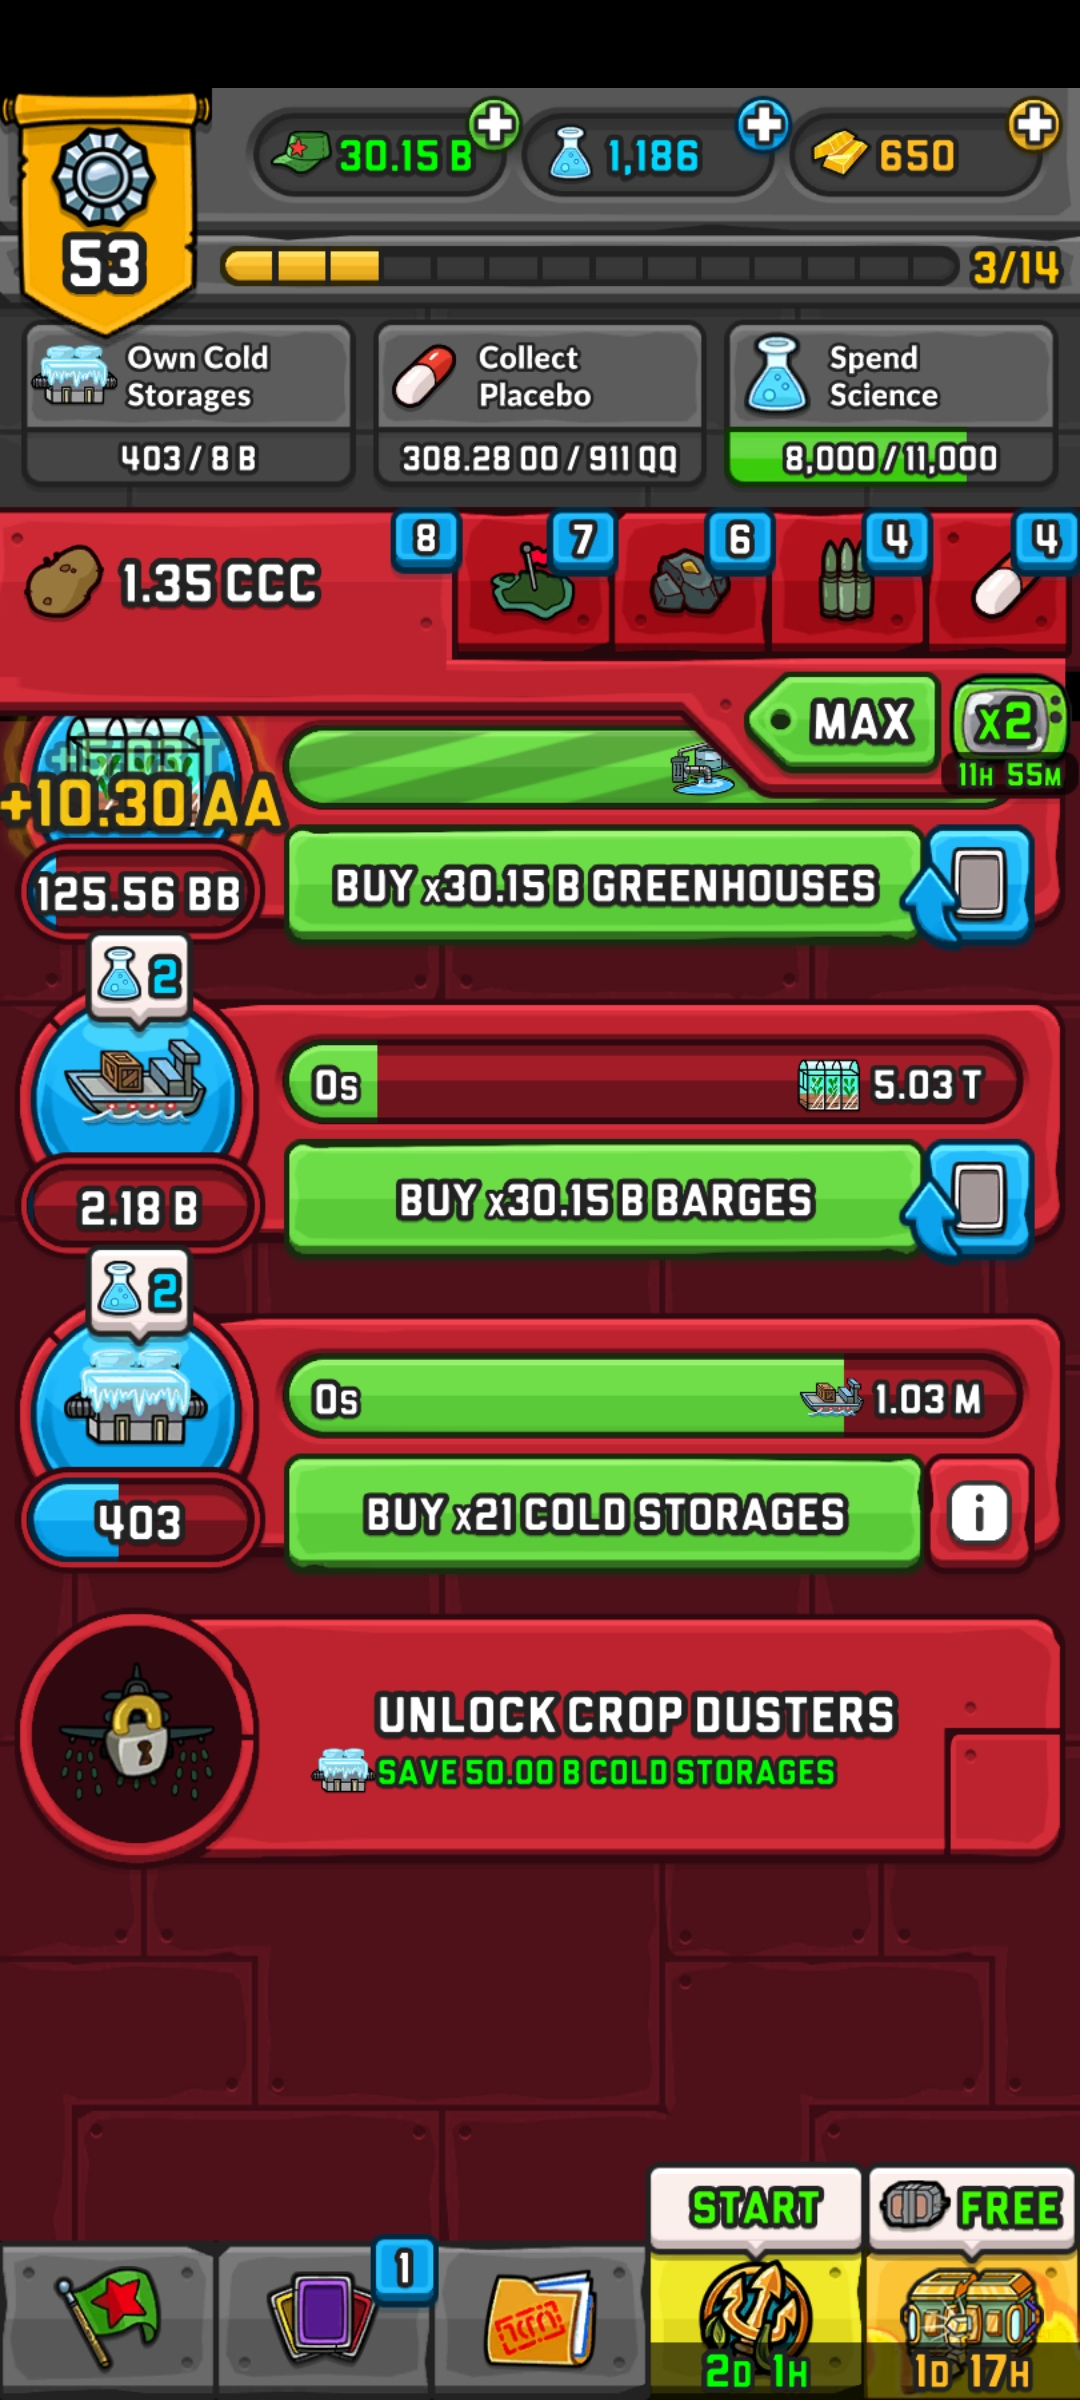 30.15 B
1,186
650
53
3/14
Own Cold
Storages
403 / 8 B
Collect
Placebo
308.28 OO / 911 QQ
Spend
Science
8,000 / 11,000
1.35 CCC
8
7
6
4
4
MAX
x2
11H 55M
+10.30 AA
125.56 BB
BUY x30.15 B GREENHOUSES
2
0s
5.03 T
2.18 B
BUY x30.15 B BARGES
2
0s
1.03 M
403
BUY x21 COLD STORAGES
i
UNLOCK CROP DUSTERS
SAVE 50.00 B COLD STORAGES
START
FREE
1
2D 1H
1D 17H